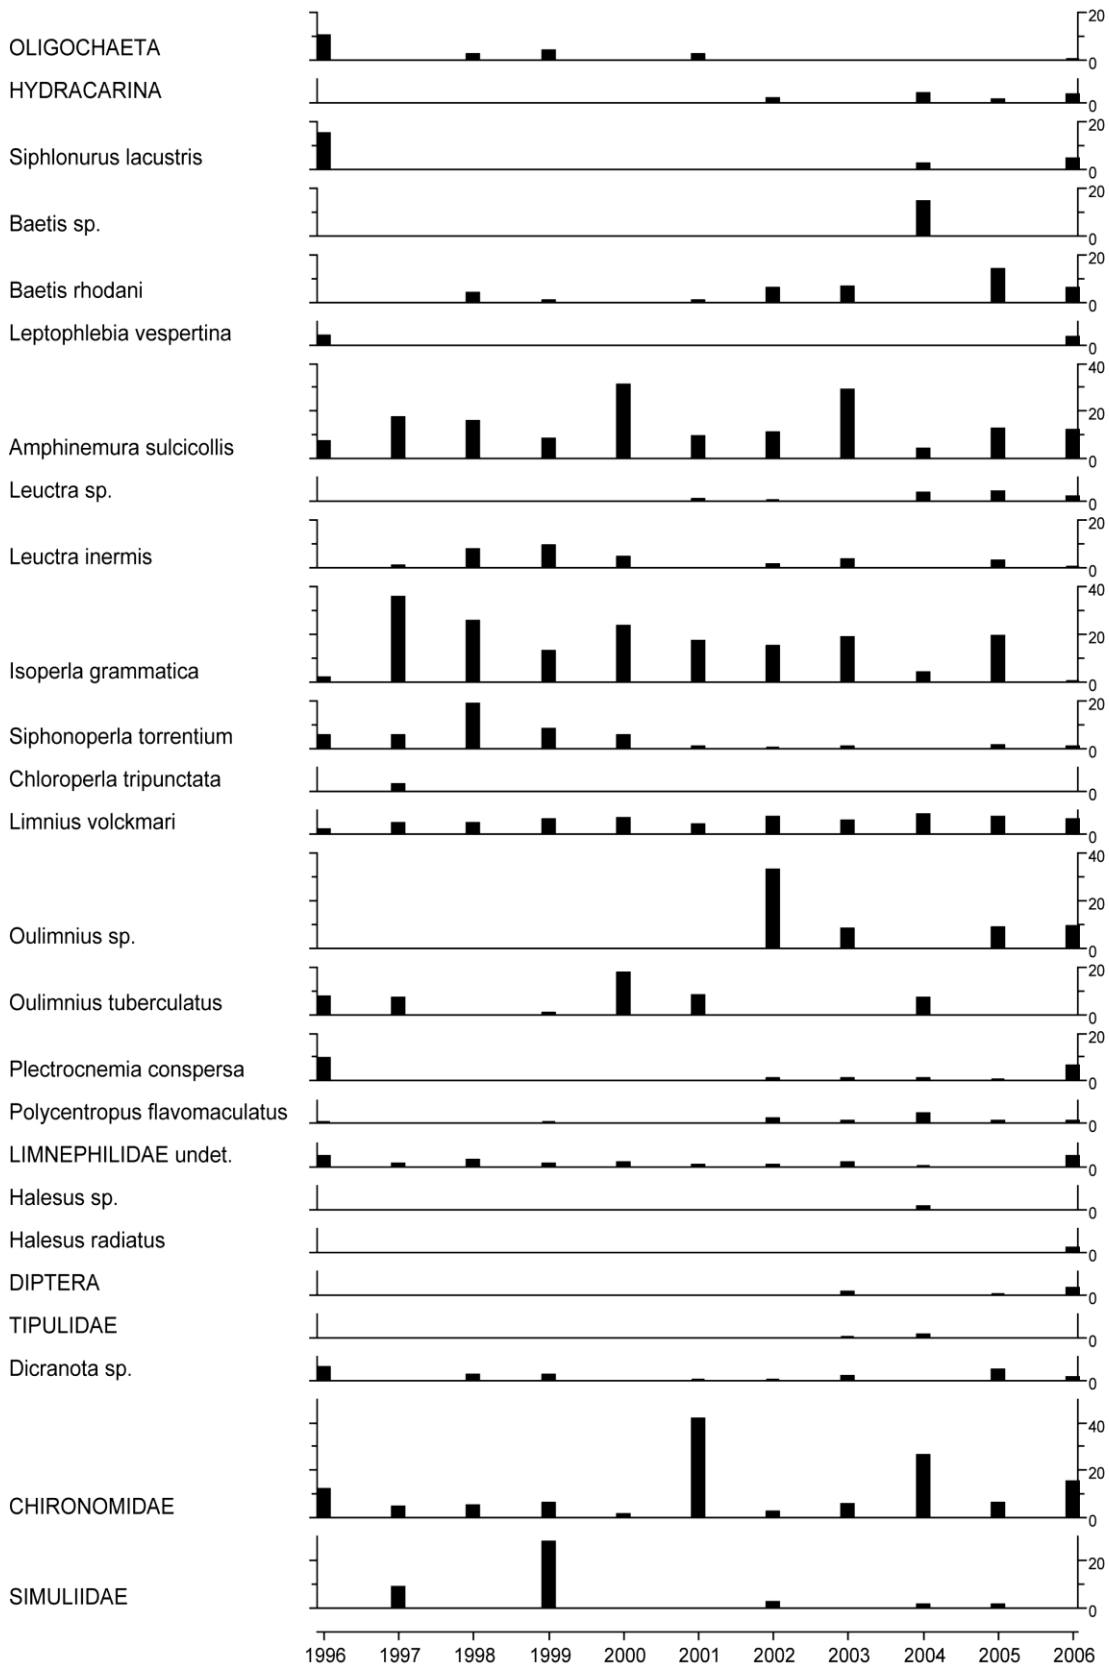 20
OLIGOCHAETA
0
HYDRACARINA
0
20
Siphlonurus lacustris
0
20
Baetis sp.
0
20
Baetis rhodani
0
Leptophlebia vespertina
0
40
20
Amphinemura sulcicollis
0
Leuctra sp.
0
20
Leuctra inermis
0
40
20
Isoperla grammatica
0
20
Siphonoperla torrentium
0
Chloroperla tripunctata
0
Limnius volckmari
0
40
20
Oulimnius sp.
0
20
Oulimnius tuberculatus
0
20
Plectrocnemia conspersa
0
Polycentropus flavomaculatus
0
LIMNEPHILIDAE undet.
0
Halesus sp.
0
Halesus radiatus
0
DIPTERA
0
TIPULIDAE
0
Dicranota sp.
0
40
20
CHIRONOMIDAE
0
20
SIMULIIDAE
0
1996 1997 1998 1999 2000 2001 2002 2003 2004 2005 2006